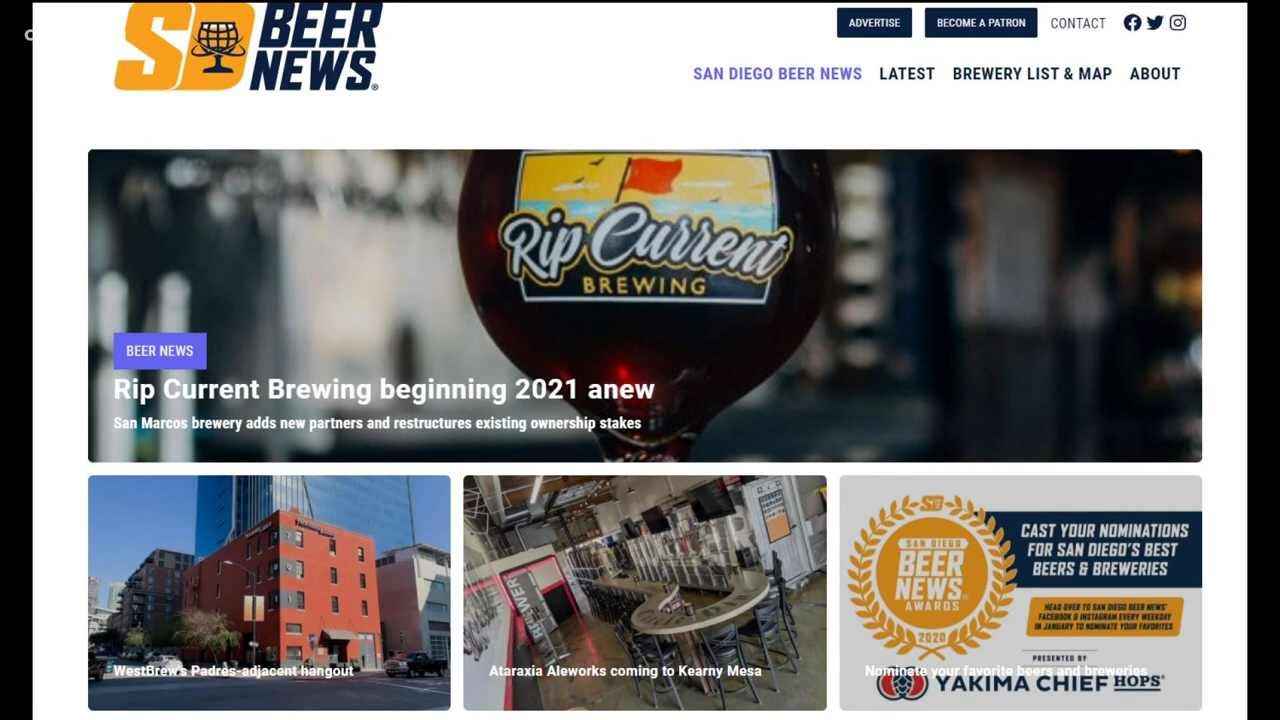 SD BEER
NEWS®
ADVERTISE
BECOME A PATRON
CONTACT
SAN DIEGO BEER NEWS
LATEST
BREWERY LIST & MAP
ABOUT
Rip Current
BREWING
BEER NEWS
Rip Current Brewing beginning 2021 anew
San Marcos brewery adds new partners and restructures existing ownership stakes
WestBrew's Padres-adjacent hangout
Ataraxia Aleworks coming to Kearny Mesa
SD
SAN DIEGO
BEER
NEWS
AWARDS
2020
CAST YOUR NOMINATIONS
FOR SAN DIEGO'S BEST
BEERS & BREWERIES
HEAD OVER TO SAN DIEGO BEER NEWS'
FACEBOOK & INSTAGRAM EVERY WEEKDAY
IN JANUARY TO NOMINATE YOUR FAVORITES
PRESENTED BY
Nominate your favorite beers and breweries
YAKIMA CHIEF HOPS®